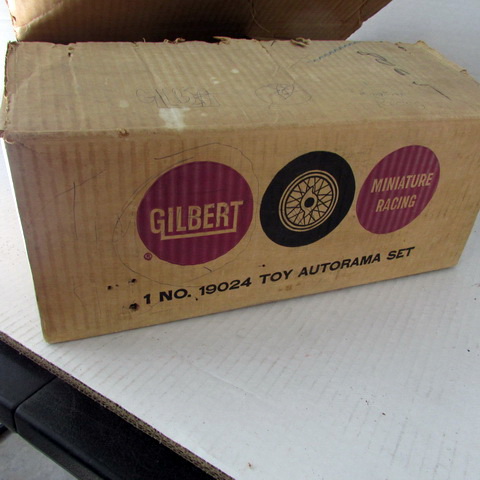 GILBERT
®
MINIATURE
RACING
1 NO. 19024 TOY AUTORAMA SET